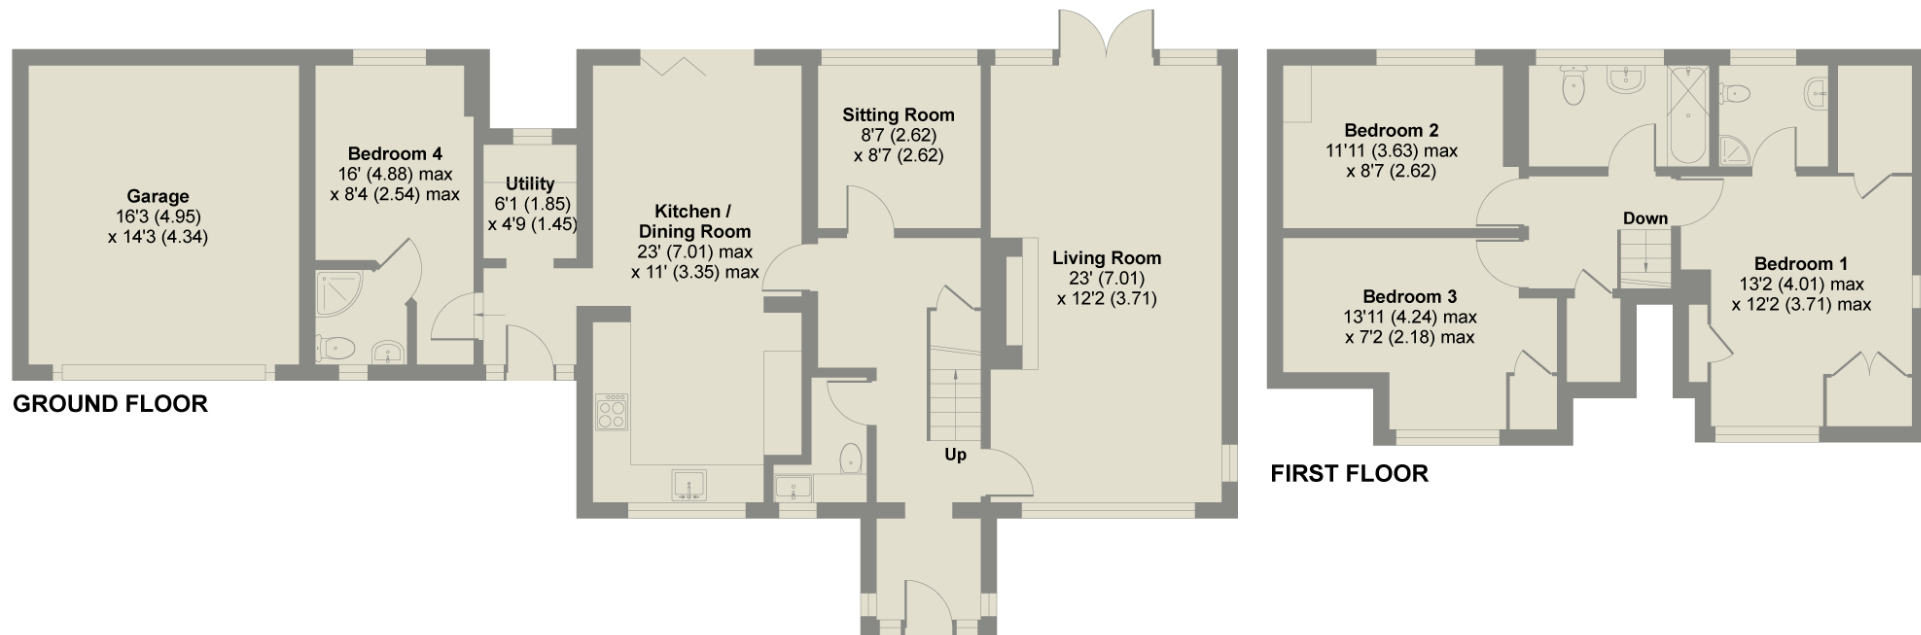 Garage
16'3 (4.95)
x 14'3 (4.34)
Bedroom 4
16' (4.88) max
x 8'4 (2.54) max
Utility
6'1 (1.85)
x 4'9 (1.45)
Kitchen /
Dining Room
23' (7.01) max
x 11' (3.35) max
Sitting Room
8'7 (2.62)
x 8'7 (2.62)
Living Room
23' (7.01)
x 12'2 (3.71)
Up
GROUND FLOOR
Bedroom 2
11'11 (3.63) max
x 8'7 (2.62)
Down
Bedroom 3
13'11 (4.24) max
x 7'2 (2.18) max
Bedroom 1
13'2 (4.01) max
x 12'2 (3.71) max
FIRST FLOOR